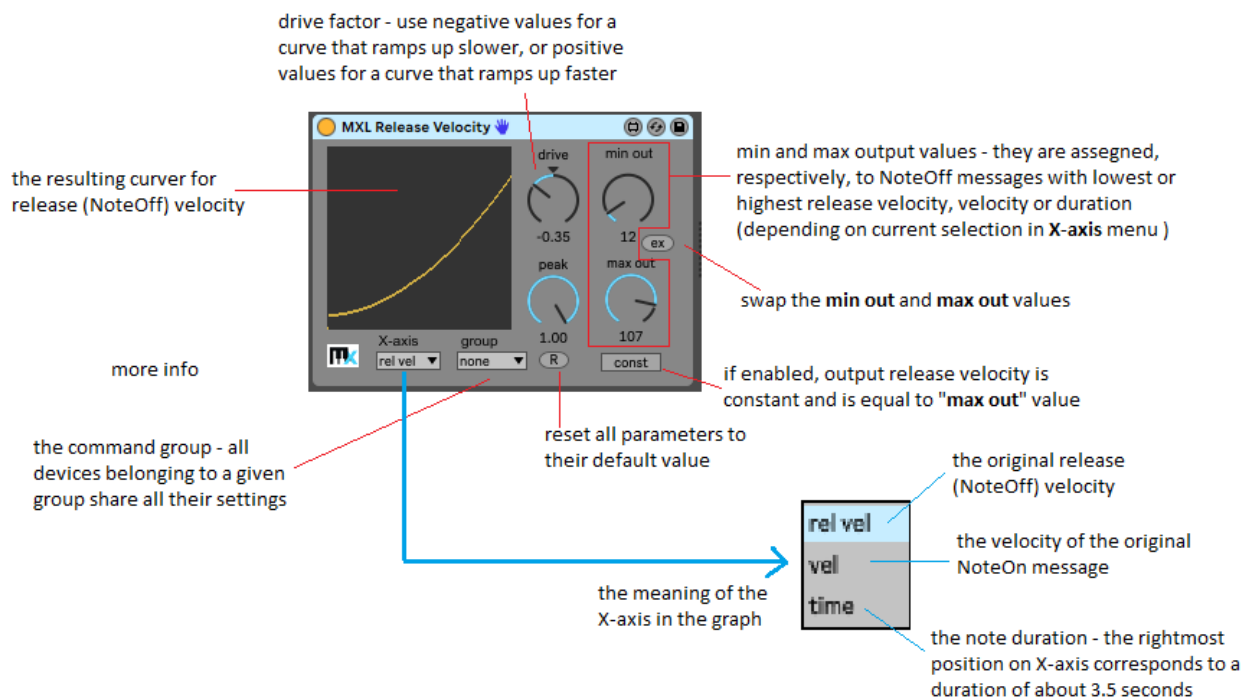 drive factor - use negative values for a
curve that ramps up slower, or positive
values for a curve that ramps up faster
MXL Release Velocity
the resulting curver for
release (NoteOff) velocity
drive
-0.35
min out
12
ex
peak
1.00
max out
107
X-axis
rel vel
group
none
R
const
mx
min and max output values - they are assegned,
respectively, to NoteOff messages with lowest or
highest release velocity, velocity or duration
(depending on current selection in X-axis menu )
swap the min out and max out values
if enabled, output release velocity is
constant and is equal to "max out" value
more info
reset all parameters to
their default value
the command group - all
devices belonging to a given
group share all their settings
the meaning of the
X-axis in the graph
rel vel
vel
time
the original release
(NoteOff) velocity
the velocity of the original
NoteOn message
the note duration - the rightmost
position on X-axis corresponds to a
duration of about 3.5 seconds